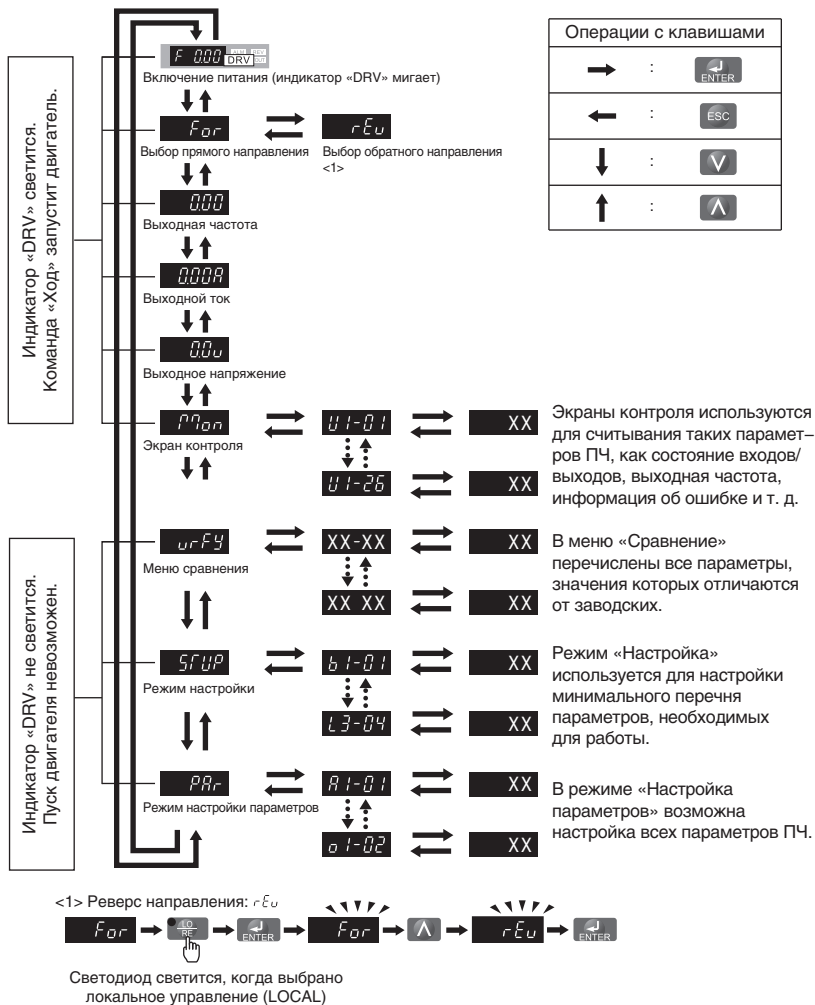 Индикатор «DRV» светится.
Команда «Ход» запустит двигатель.
F 0.00 DRV ALM REV OUT
Включение питания (индикатор «DRV» мигает)
For rEv
Выбор прямого направления Выбор обратного направления
<1>
0.00
Выходная частота
0.00A
Выходной ток
0.0v
Выходное напряжение
Mon U1-01 XX
Экран контроля
U1-26 XX
Экраны контроля используются
для считывания таких парамет–
ров ПЧ, как состояние входов/
выходов, выходная частота,
информация об ошибке и т. д.
Операции с клавишами
: ENTER
: ESC
:
:
Индикатор «DRV» не светится.
Пуск двигателя невозможен.
vrFY XX-XX XX
Меню сравнения
XX XX XX
В меню «Сравнение»
перечислены все параметры,
значения которых отличаются
от заводских.
STUP b1-01 XX
Режим настройки
L3-04 XX
Режим «Настройка»
используется для настройки
минимального перечня
параметров, необходимых
для работы.
PAr A1-01 XX
Режим настройки параметров
o1-02 XX
В режиме «Настройка
параметров» возможна
настройка всех параметров ПЧ.
<1> Реверс направления: rEv
For LO RE ENTER For rEv ENTER
Светодиод светится, когда выбрано
локальное управление (LOCAL)